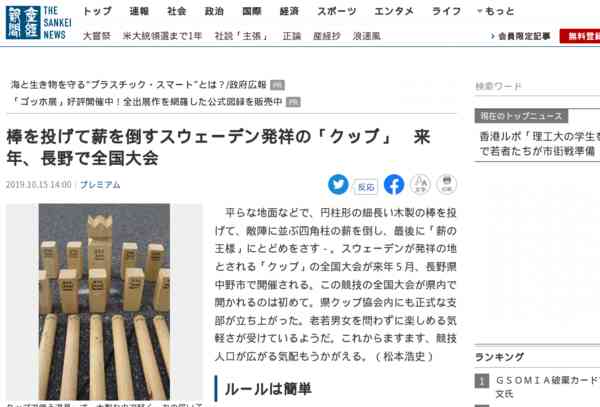 産経新聞
THE SANKEI NEWS
トップ 速報 社会 政治 国際 経済 スポーツ エンタメ ライフ もっと
大嘗祭 米大統領選まで1年 社説「主張」 正論 産経抄 浪速風
会員限定記事 無料登録
海と生き物を守る“プラスチック・スマート”とは?/政府広報 PR
「ゴッホ展」好評開催中！全出展作を網羅した公式図録を販売中 PR
棒を投げて薪を倒すスウェーデン発祥の「クッブ」　来
年、長野で全国大会
2019.10.15 14:00 プレミアム
反応
文字
印刷
　平らな地面などで、円柱形の細長い木製の棒を投
げて、敵陣に並ぶ四角柱の薪を倒し、最後に「薪の
王様」にとどめをさす－。スウェーデンが発祥の地
とされる「クッブ」の全国大会が来年５月、長野県
中野市で開催される。この競技の全国大会が県内で
開かれるのは初めて。県クッブ協会内にも正式な支
部が立ち上がった。老若男女を問わずに楽しめる気
軽さが受けているようだ。これからますます、競技
人口が広がる気配もうかがえる。（松本浩史）
ルールは簡単
検索ワード
現在のトップニュース
香港ルポ「理工大の学生を
で若者たちが市街戦準備
ランキング
1 ＧＳＯＭＩＡ破棄カード
文氏